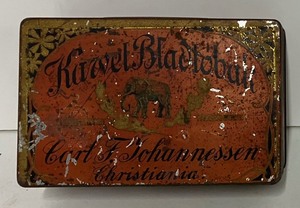 Karvel Bladtobak
Carl F. Johannessen
Christiania